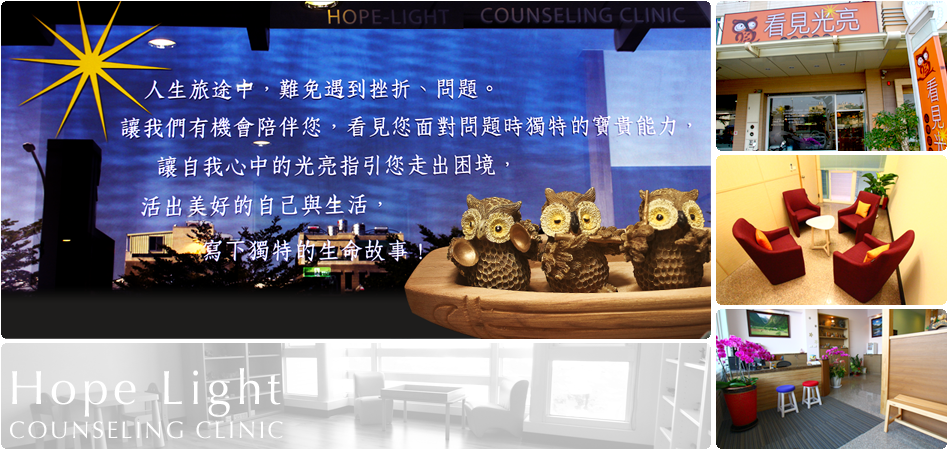 HOPE-LIGHT COUNSELING CLINIC
人生旅途中，難免遇到挫折、問題。
讓我們有機會陪伴您，看見您面對問題時獨特的寶貴能力，
讓自我心中的光亮指引您走出困境，
活出美好的自己與生活，
寫下獨特的生命故事！
Hope Light
COUNSELING CLINIC
看見光亮
看見光